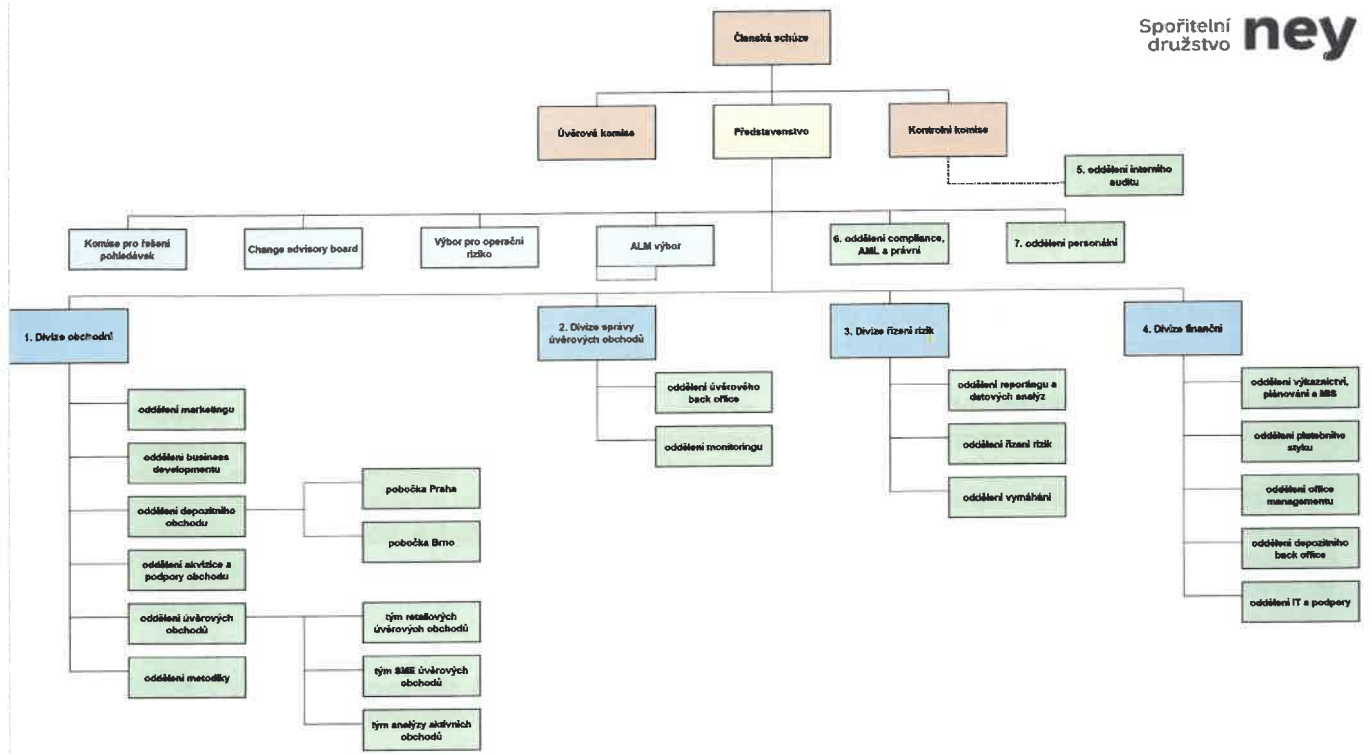 Spořitelní
družstvo
ney
Členská schůze
Úvěrová komise
Představenstvo
Kontrolní komise
5. oddělení interního
auditu
Komise pro řešení
pohledávek
Change advisory board
Výbor pro operační
riziko
ALM výbor
6. oddělení compliance,
AML a právní
7. oddělení personální
1. Divize obchodní
2. Divize správy
úvěrových obchodů
3. Divize řízení rizik
4. Divize finanční
oddělení marketingu
oddělení business
developmentu
oddělení depozitního
obchodu
oddělení akvizice a
podpory obchodu
oddělení úvěrových
obchodů
oddělení metodiky
pobočka Praha
pobočka Brno
tým retailových
úvěrových obchodů
tým SME úvěrových
obchodů
tým analýzy aktivních
obchodů
oddělení úvěrového
back office
oddělení monitoringu
oddělení reportingu a
datových analýz
oddělení řízení rizik
oddělení vymáhání
oddělení výkaznictví,
plánování a MIS
oddělení platebního
styku
oddělení office
managementu
oddělení depozitního
back office
oddělení IT a podpory